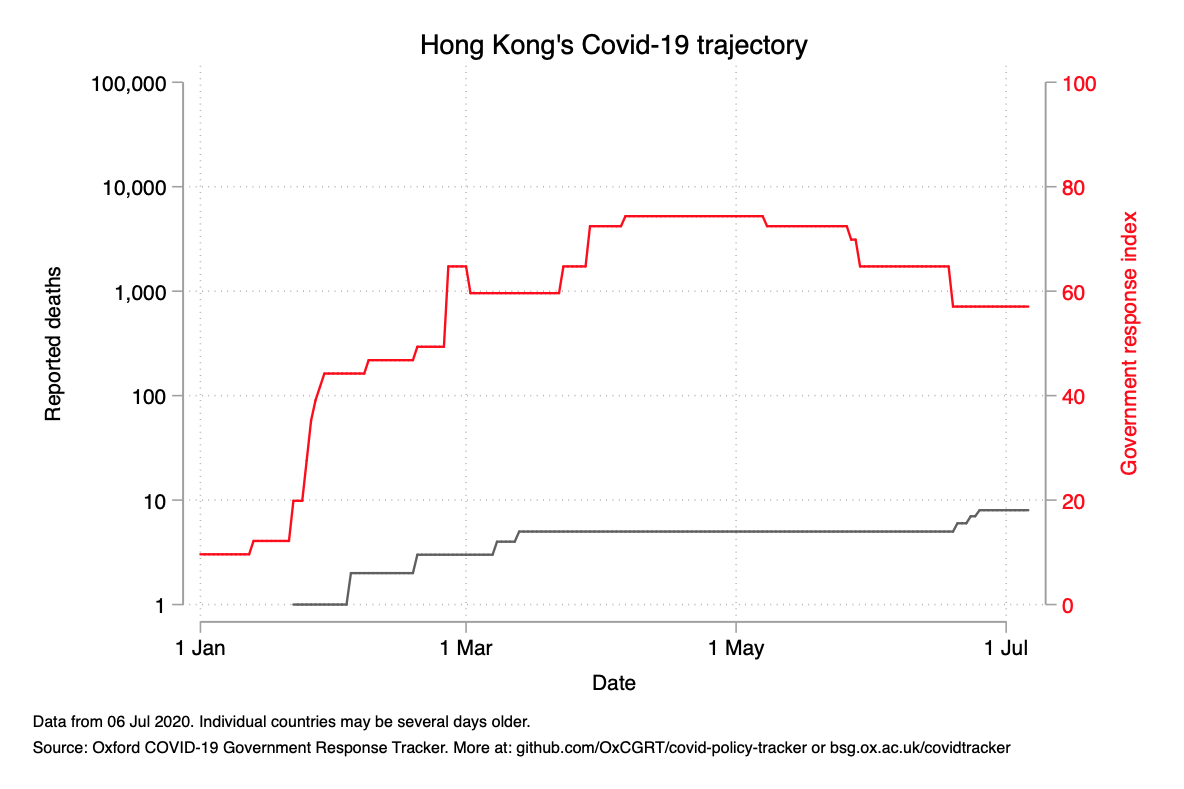 Hong Kong's Covid-19 trajectory
100,000
10,000
1,000
100
10
1
Reported deaths
100
80
60
40
20
0
Government response index
1 Jan
1 Mar
1 May
1 Jul
Date
Data from 06 Jul 2020. Individual countries may be several days older.
Source: Oxford COVID-19 Government Response Tracker. More at: github.com/OxCGRT/covid-policy-tracker or bsg.ox.ac.uk/covidtracker